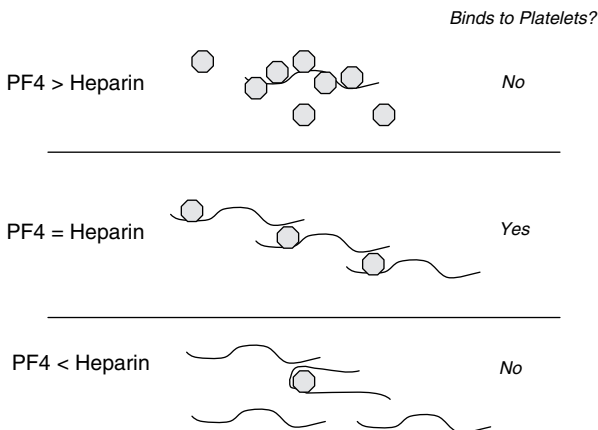 Binds to Platelets?
PF4 > Heparin
No
PF4 = Heparin
Yes
PF4 < Heparin
No